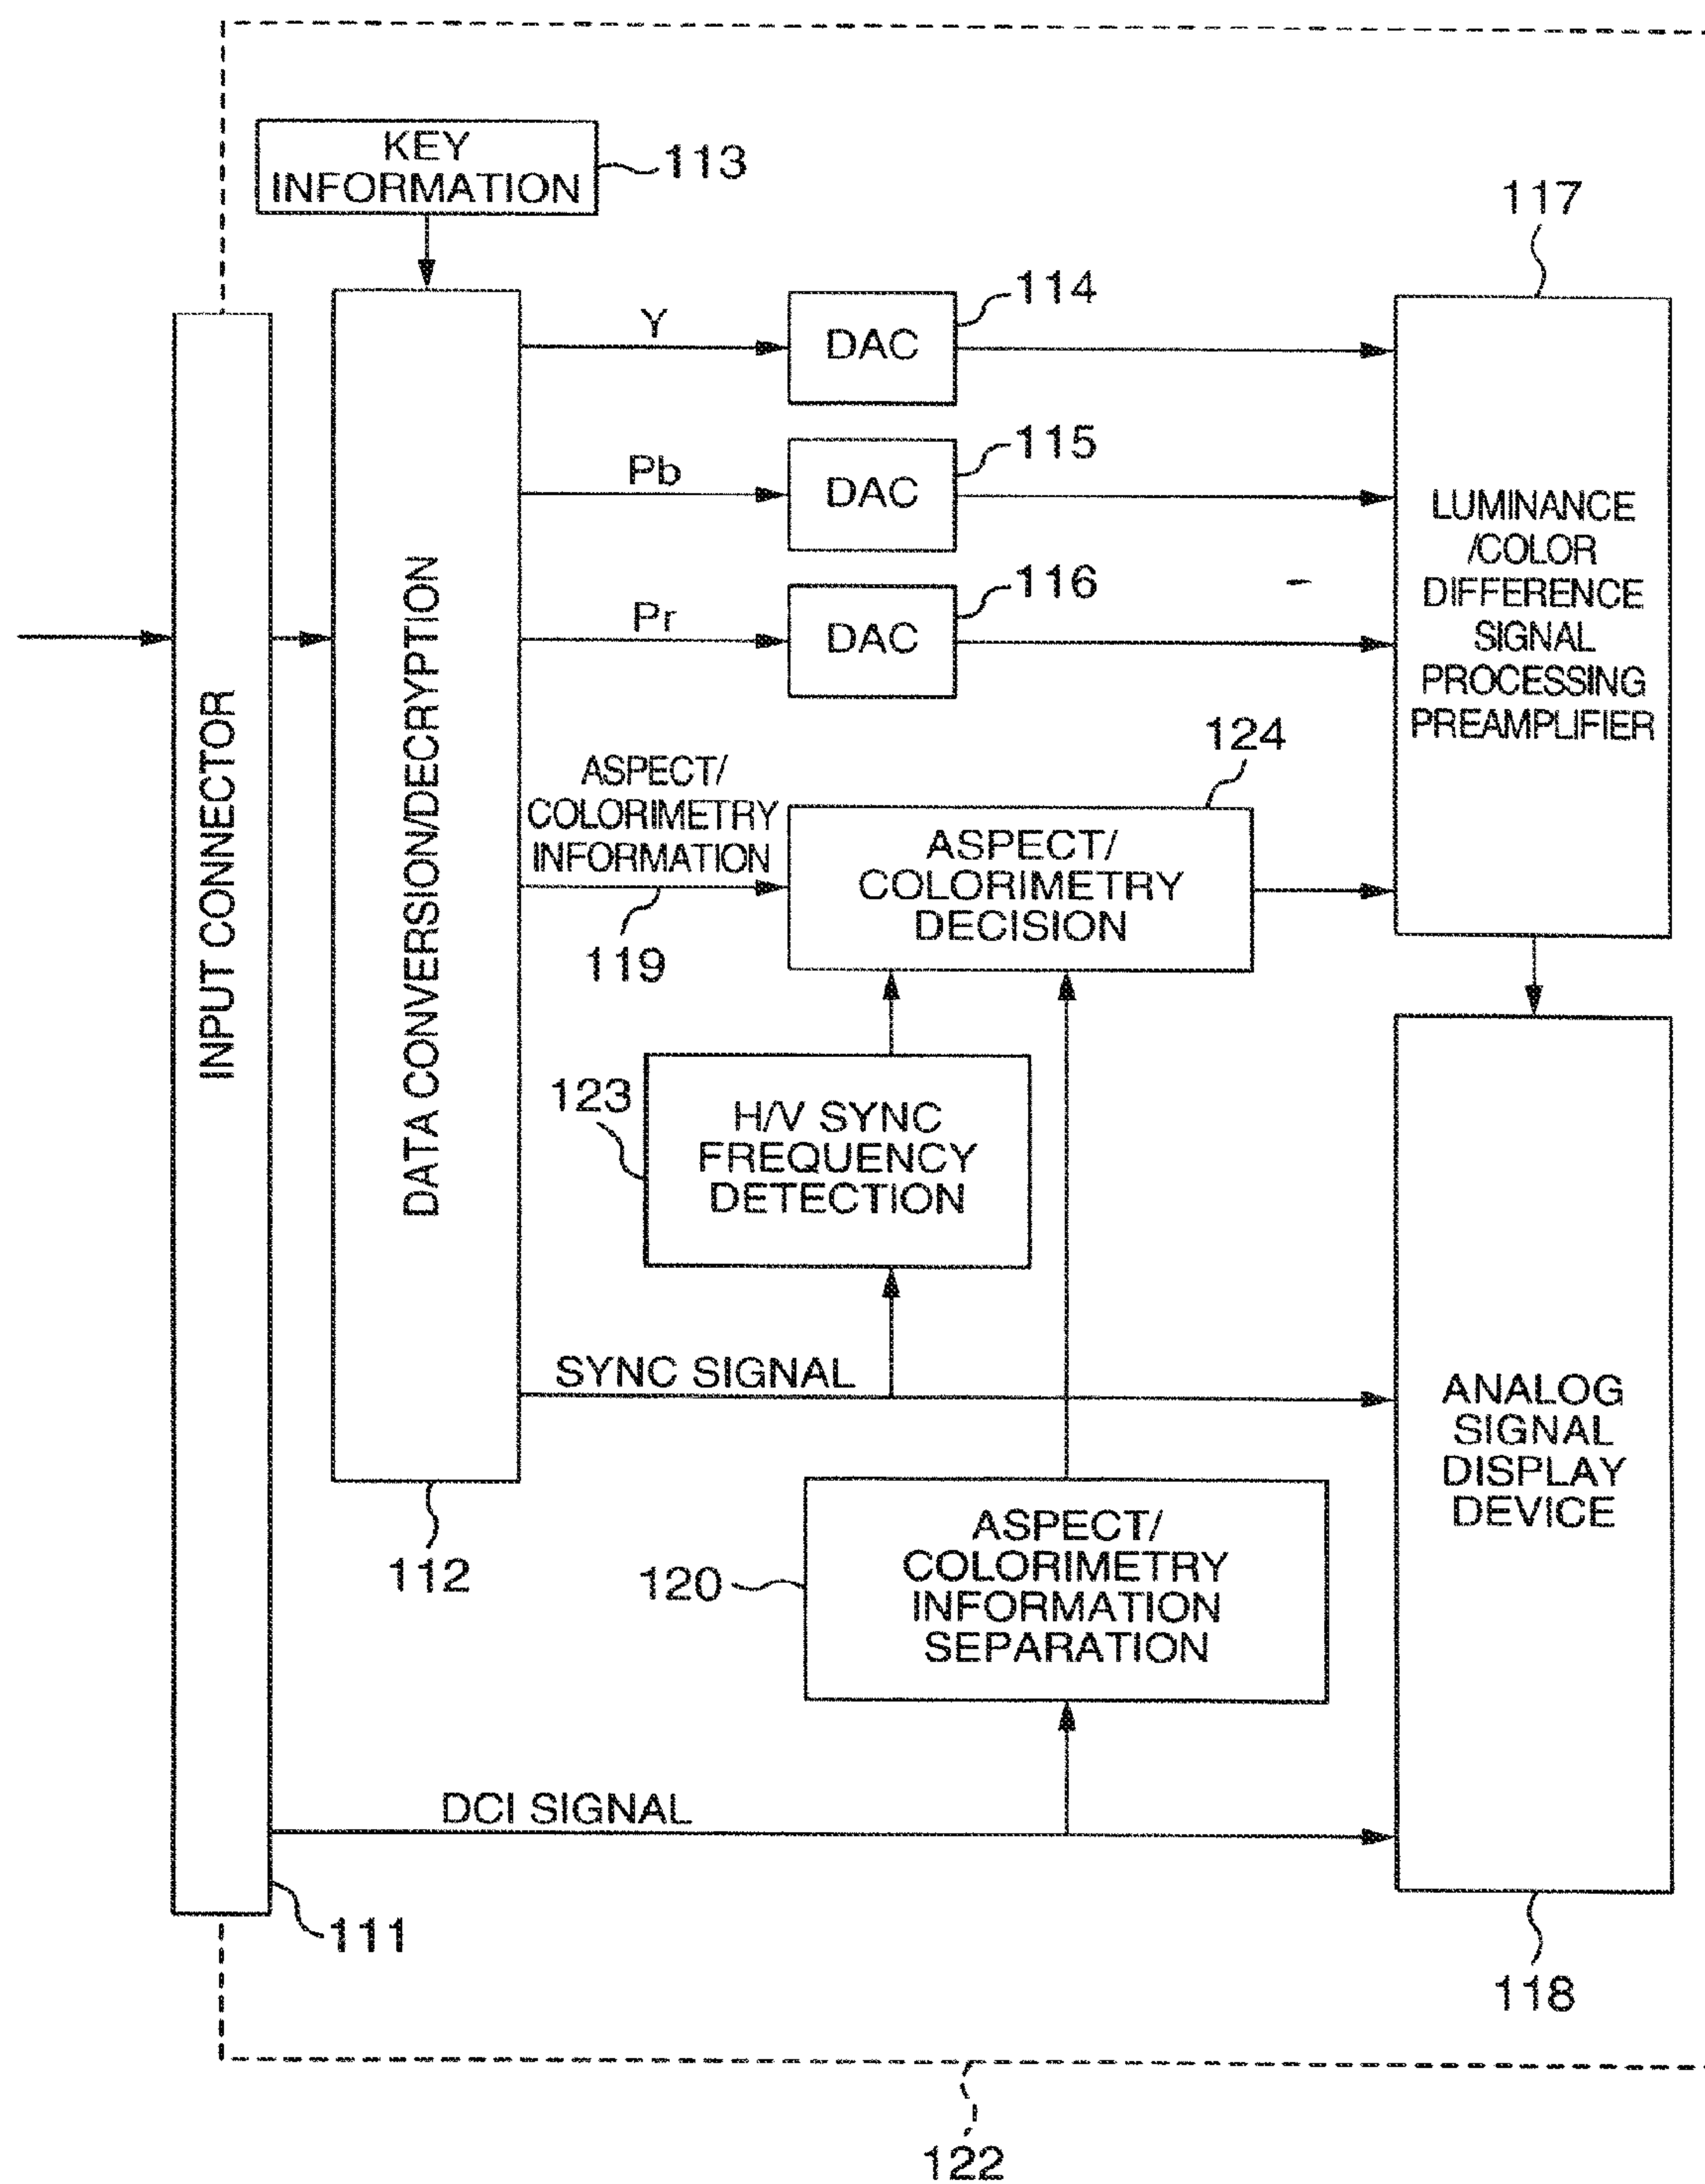 KEY
INFORMATION
113
117
Y
DAC
114
Pb
DAC
115
Pr
DAC
116
LUMINANCE
/COLOR
DIFFERENCE
SIGNAL
PROCESSING
PREAMPLIFIER
INPUT CONNECTOR
DATA CONVERSION/DECRYPTION
ASPECT/
COLORIMETRY
INFORMATION
119
124
ASPECT/
COLORIMETRY
DECISION
123
H/V SYNC
FREQUENCY
DETECTION
SYNC SIGNAL
ANALOG
SIGNAL
DISPLAY
DEVICE
112
120
ASPECT/
COLORIMETRY
INFORMATION
SEPARATION
DCI SIGNAL
111
118
122